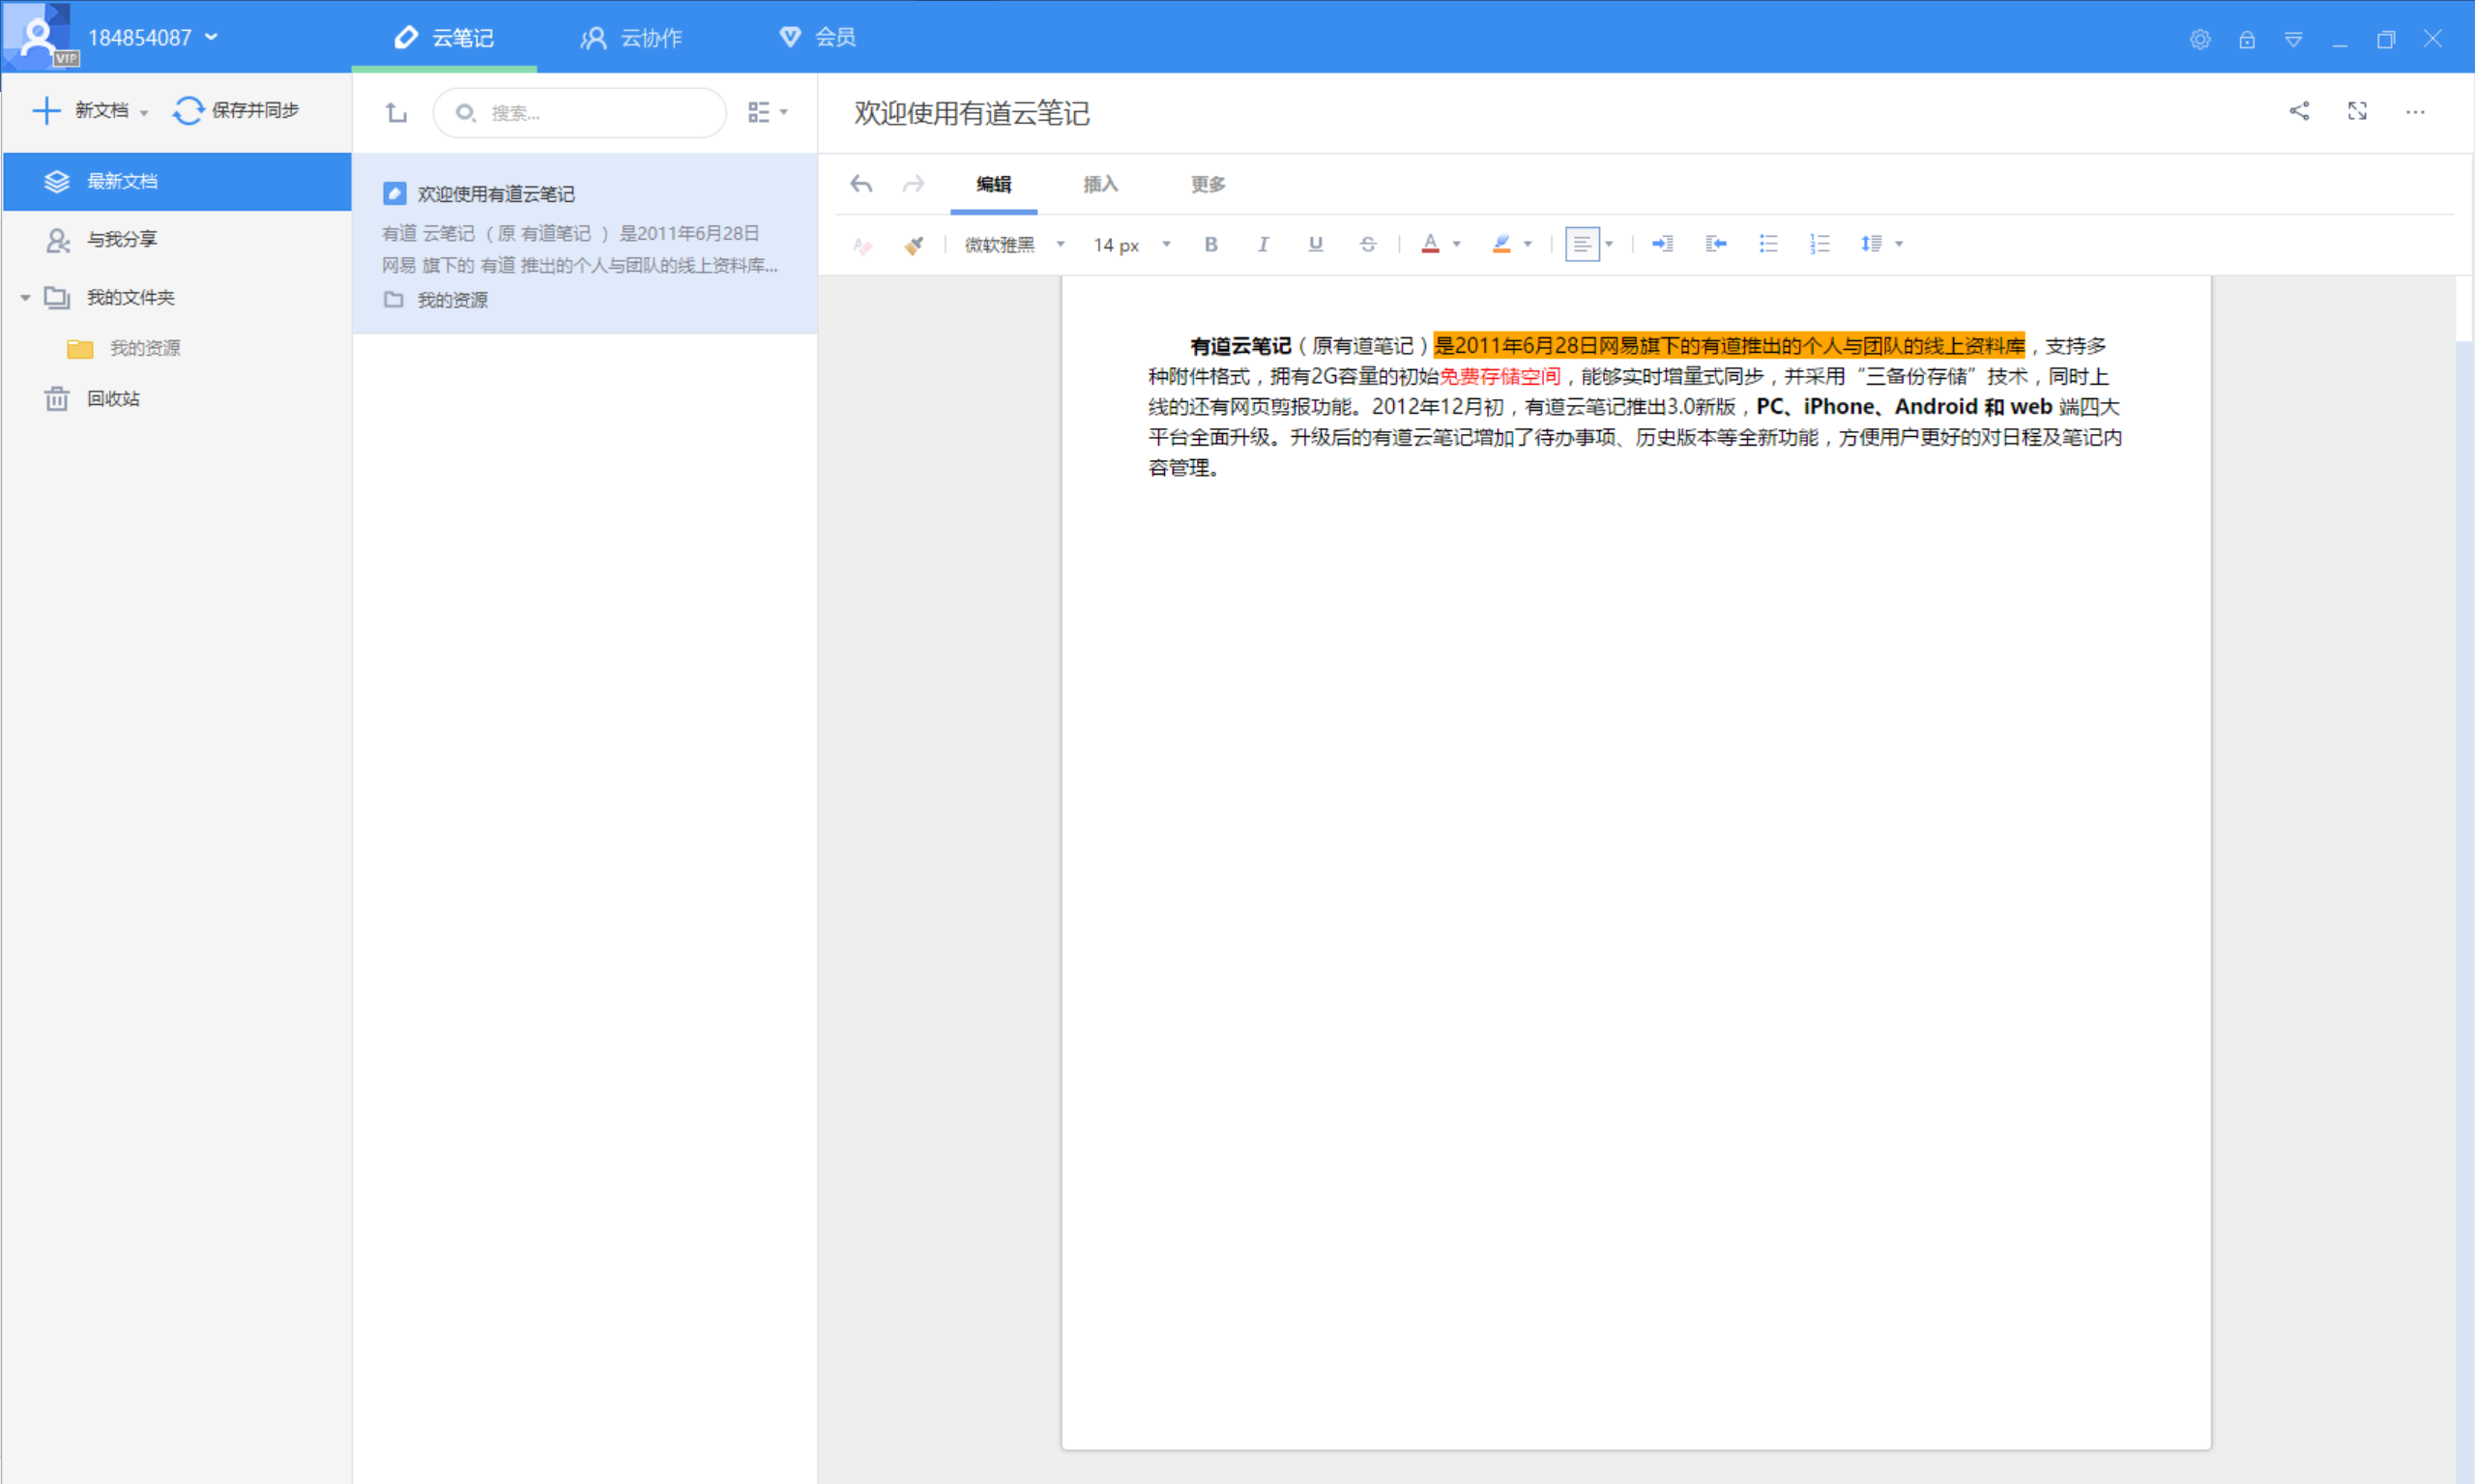 184854087
VIP
云笔记
云协作
会员
新文档
保存并同步
搜索...
欢迎使用有道云笔记
最新文档
与我分享
我的文件夹
我的资源
回收站
欢迎使用有道云笔记
有道 云笔记 （原 有道笔记 ） 是2011年6月28日
网易 旗下的 有道 推出的个人与团队的线上资料库...
我的资源
编辑
插入
更多
微软雅黑
14 px
B
I
U
S
A
有道云笔记（原有道笔记）是2011年6月28日网易旗下的有道推出的个人与团队的线上资料库，支持多
种附件格式，拥有2G容量的初始免费存储空间，能够实时增量式同步，并采用“三备份存储”技术，同时上
线的还有网页剪报功能。2012年12月初，有道云笔记推出3.0新版，PC、iPhone、Android 和 web 端四大
平台全面升级。升级后的有道云笔记增加了待办事项、历史版本等全新功能，方便用户更好的对日程及笔记内
容管理。